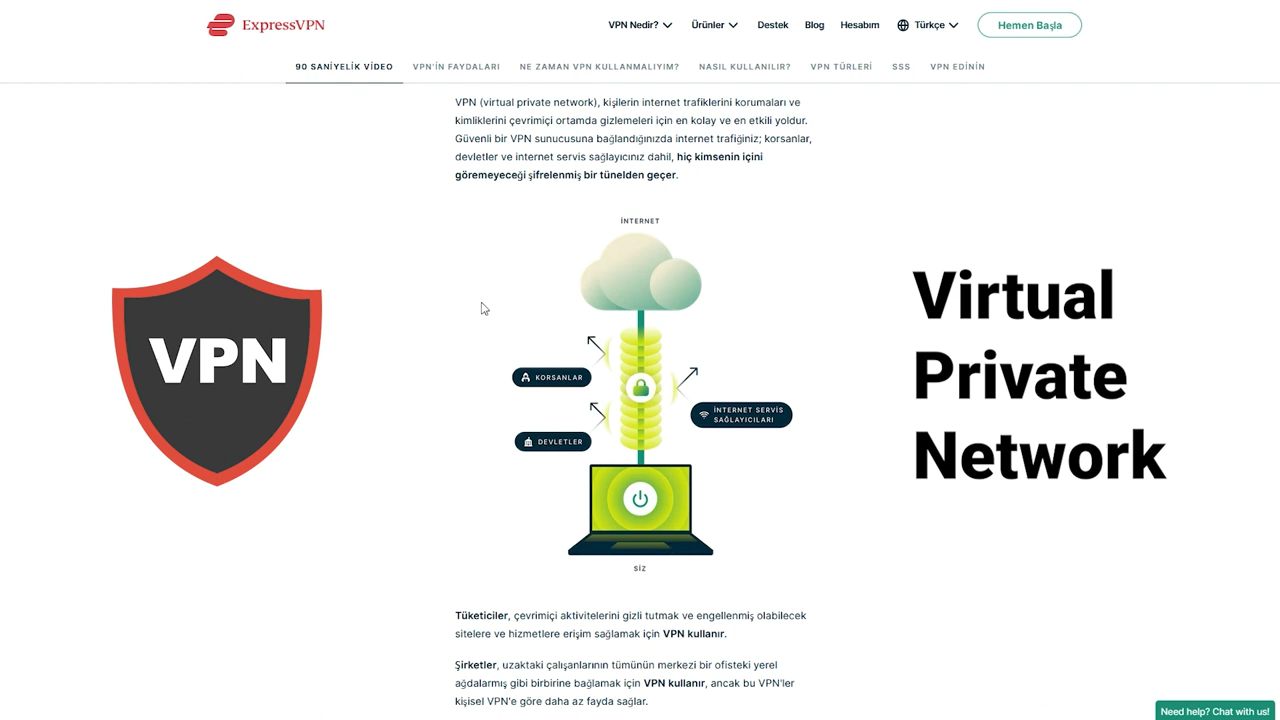 ExpressVPN
VPN Nedir?
Ürünler
Destek
Blog
Hesabım
Türkçe
Hemen Başla
90 SANİYELİK VİDEO
VPN'İN FAYDALARI
NE ZAMAN VPN KULLANMALIYIM?
NASIL KULLANILIR?
VPN TÜRLERİ
SSS
VPN EDİNİN
VPN (virtual private network), kişilerin internet trafiklerini korumaları ve
kimliklerini çevrimiçi ortamda gizlemeleri için en kolay ve en etkili yoldur.
Güvenli bir VPN sunucusuna bağlandığınızda internet trafiğiniz; korsanlar,
devletler ve internet servis sağlayıcınız dahil, hiç kimsenin içini
göremeyeceği şifrelenmiş bir tünelden geçer.
İNTERNET
KORSANLAR
İNTERNET SERVİS
SAĞLAYICILARI
DEVLETLER
SİZ
VPN
Virtual
Private
Network
Tüketiciler, çevrimiçi aktivitelerini gizli tutmak ve engellenmiş olabilecek
sitelere ve hizmetlere erişim sağlamak için VPN kullanır.
Şirketler, uzaktaki çalışanlarının tümünün merkezi bir ofisteki yerel
ağdalarmış gibi birbirine bağlamak için VPN kullanır, ancak bu VPN'ler
kişisel VPN'e göre daha az fayda sağlar.
Need help? Chat with us!